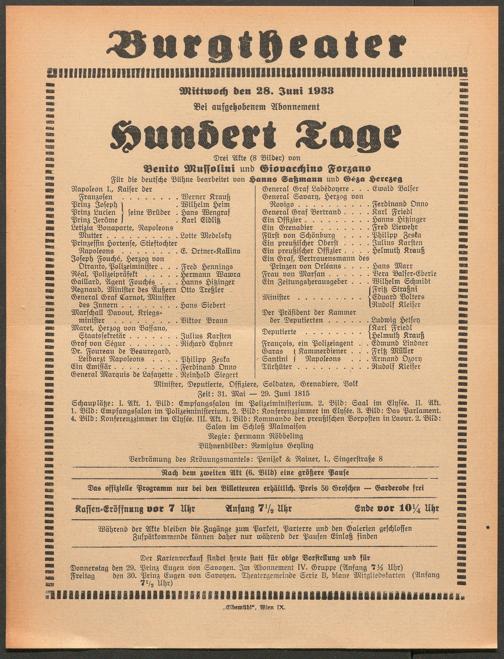 Burgtheater
Mittwoch den 28. Juni 1933
Bei aufgehobenem Abonnement
Hundert Tage
Drei Akte (8 Bilder) von
Benito Mussolini und Giovacchino Forzano
Für die deutsche Bühne bearbeitet von Hanns Saßmann und Géza Herczeg
Napoleon I., Kaiser der
Franzosen . . . . . . . . Werner Krauß
Prinz Joseph } seine Brüder . Wilhelm Heim
Prinz Lucien } . Hans Wengraf
Prinz Jerôme } . Karl Eidlitz
Letizia Bonaparte, Napoleons
Mutter . . . . . . . . Lotte Medelsky
Prinzessin Hortense, Stieftochter
Napoleons . . . . . . . E. Ortner-Kallina
Joseph Fouché, Herzog von
Otranto, Polizeiminister . . . Fred Hennings
Réal, Polizeipräfekt . . . . Hermann Wawra
Gaillard, Agent Fouchés . . . Hanns Hitzinger
Regnaud, Minister des Äußern Otto Treßler
General Graf Carnot, Minister
des Innern . . . . . . . Hans Siebert
Marschall Davout, Kriegs-
minister . . . . . . . . Viktor Braun
Maret, Herzog von Bassano,
Staatssekretär . . . . . . Julius Karsten
Graf von Ségur . . . . . . Richard Eybner
Dr. Foureau de Beauregard,
Leibarzt Napoleons . . . . Philipp Zeska
Ein Emissär . . . . . . . Ferdinand Onno
General Marquis de Lafayette . Reinhold Siegert
General Graf Labédoyere . . . Ewald Balser
General Savary, Herzog von
Rovigo . . . . . . . . Ferdinand Onno
General Graf Bertrand . . . . Karl Friedl
Ein Offizier . . . . . . . Hanns Hitzinger
Ein Grenadier . . . . . . Fred Liewehr
Fürst von Schönburg . . . . Philipp Zeska
Ein preußischer Oberst . . . Julius Karsten
Ein preußischer Offizier . . . Helmuth Krauß
Ein Graf, Vertrauensmann des
Prinzen von Orléans . . . . Hans Marr
Frau von Marsan . . . . . Vera Balser-Eberle
Ein Zeitungsherausgeber . . . Wilhelm Schmidt
Minister . . . . . . . . { Fritz Straßni
{ Eduard Volters
{ Rudolf Kleiser
Der Präsident der Kammer
der Deputierten . . . . . Ludwig Heisey
Deputierte . . . . . . . { Karl Friedl
{ Helmuth Krauß
François, ein Polizeiagent . . Edmund Lindner
Garas } Kammerdiener . . Fritz Müller
Santini } Napoleons . . Armand Ozory
Türhüter . . . . . . . . Rudolf Kleiser
Minister, Deputierte, Offiziere, Soldaten, Grenadiere, Volk
Zeit: 31. Mai — 29. Juni 1815
Schauplätze: I. Akt. 1. Bild: Empfangssalon im Polizeiministerium. 2. Bild: Saal im Elysée. II. Akt.
1. Bild: Empfangssalon im Polizeiministerium. 2. Bild: Konferenzzimmer im Elysée. 3. Bild: Das Parlament.
4. Bild: Konferenzzimmer im Elysée. III. Akt. 1. Bild: Kommando der preußischen Vorposten in Louvr. 2. Bild:
Salon im Schloß Malmaison
Regie: Hermann Röbbeling
Bühnenbilder: Remigius Geyling
Verbrämung des Krönungsmantels: Penižek & Rainer, I., Singerstraße 8
Nach dem zweiten Akt (6. Bild) eine größere Pause
Das offizielle Programm nur bei den Billetteuren erhältlich. Preis 50 Groschen — Garderobe frei
Kassen-Eröffnung vor 7 Uhr Anfang 7½ Uhr Ende vor 10¼ Uhr
Während der Akte bleiben die Zugänge zum Parkett, Parterre und den Galerien geschlossen
Zuspätkommende können daher nur während der Pausen Einlaß finden
Der Kartenverkauf findet heute statt für obige Vorstellung und für
Donnerstag den 29. Prinz Eugen von Savoyen. Im Abonnement IV. Gruppe (Anfang 7½ Uhr)
Freitag den 30. Prinz Eugen von Savoyen. Theatergemeinde Serie B, blaue Mitgliedskarten (Anfang
7½ Uhr)
„Elbemühl“, Wien IX.